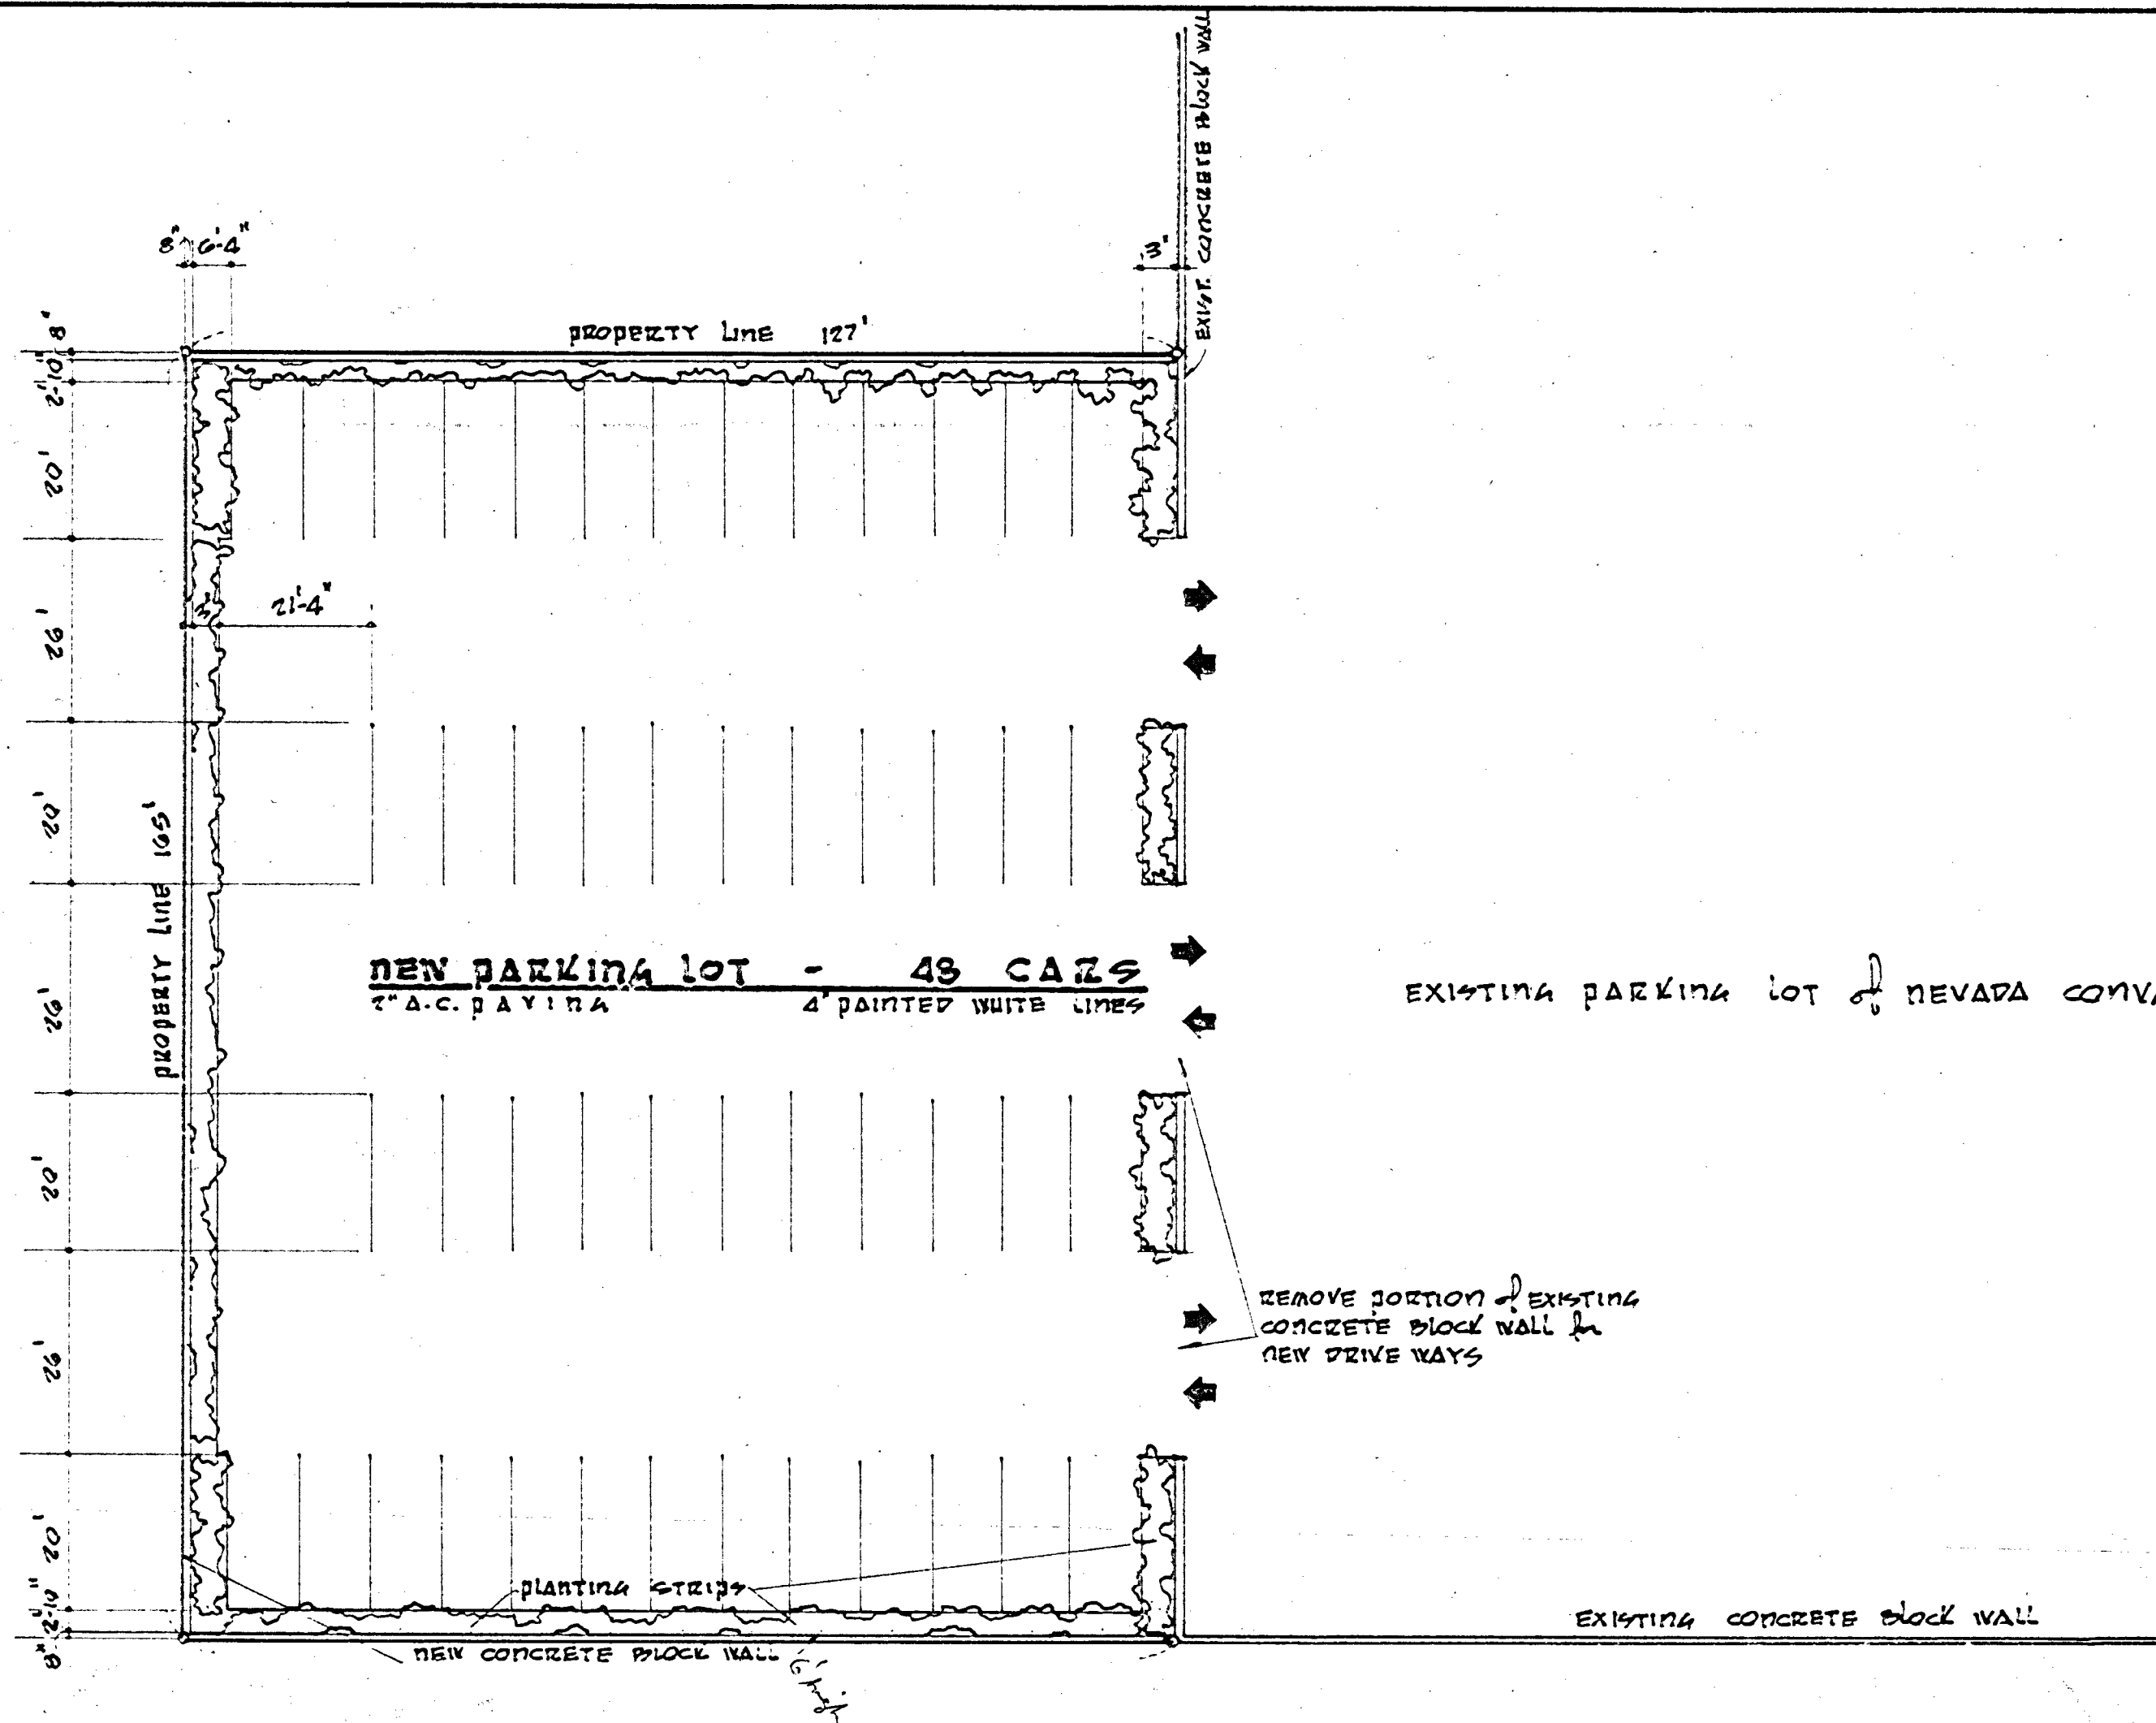 EXIST. CONCRETE BLOCK WALL
8" 6'-4"
3'
PROPERTY LINE 127'
8"
2'-10"
20'
26'
20'
26'
20'
26'
20'
2'-10"
8"
3' 21'-4"
PROPERTY LINE 165'
NEW PARKING LOT - 48 CARS
2" A.C. PAVING 4" PAINTED WHITE LINES
EXISTING PARKING LOT of NEVADA CONVA
REMOVE PORTION of EXISTING
CONCRETE BLOCK WALL for
NEW DRIVE WAYS
PLANTING STRIPS
NEW CONCRETE BLOCK WALL
6' high
EXISTING CONCRETE BLOCK WALL